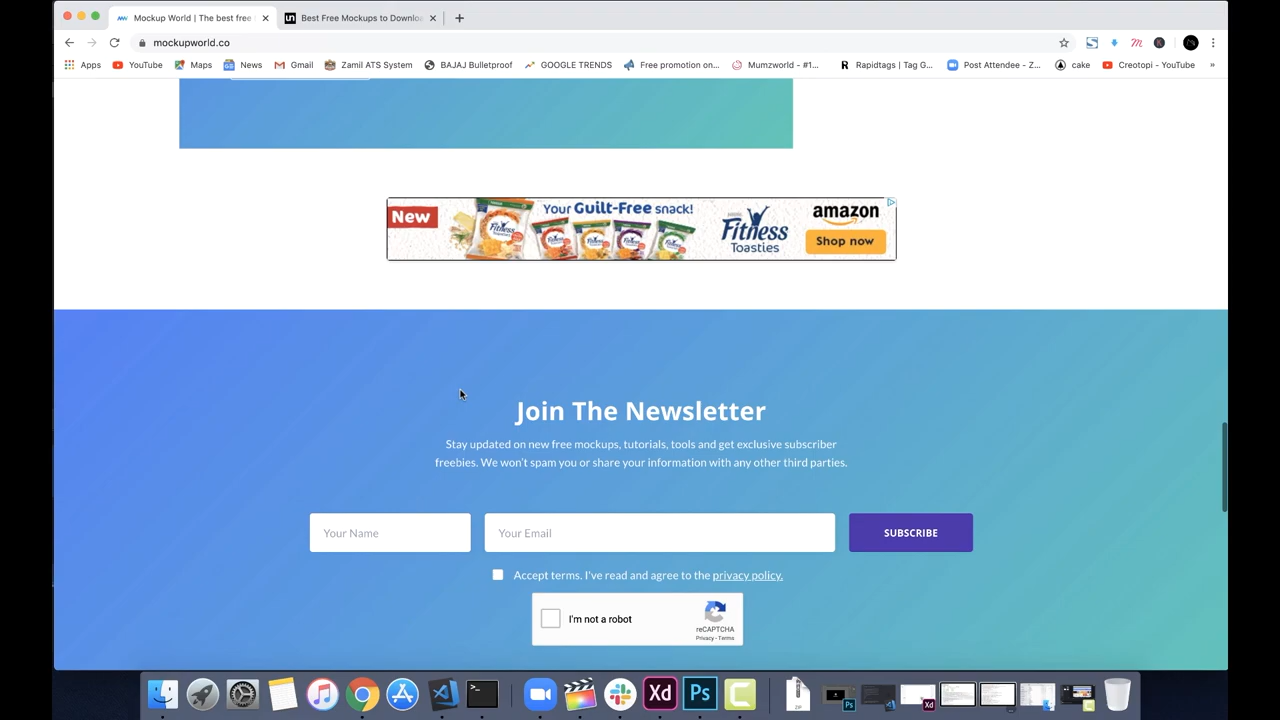 Mockup World | The best free
Best Free Mockups to Downlo
mockupworld.co
Apps YouTube Maps News Gmail Zamil ATS System BAJAJ Bulletproof GOOGLE TRENDS Free promotion on... Mumzworld - #1... Rapidtags | Tag G... Post Attendee - Z... cake Creotopi - YouTube »
New
Your Guilt-Free snack!
Fitness
Toasties
amazon
Shop now
Join The Newsletter
Stay updated on new free mockups, tutorials, tools and get exclusive subscriber
freebies. We won't spam you or share your information with any other third parties.
Your Name
Your Email
SUBSCRIBE
Accept terms. I've read and agree to the privacy policy.
I'm not a robot
reCAPTCHA
Privacy - Terms
Xd
Ps